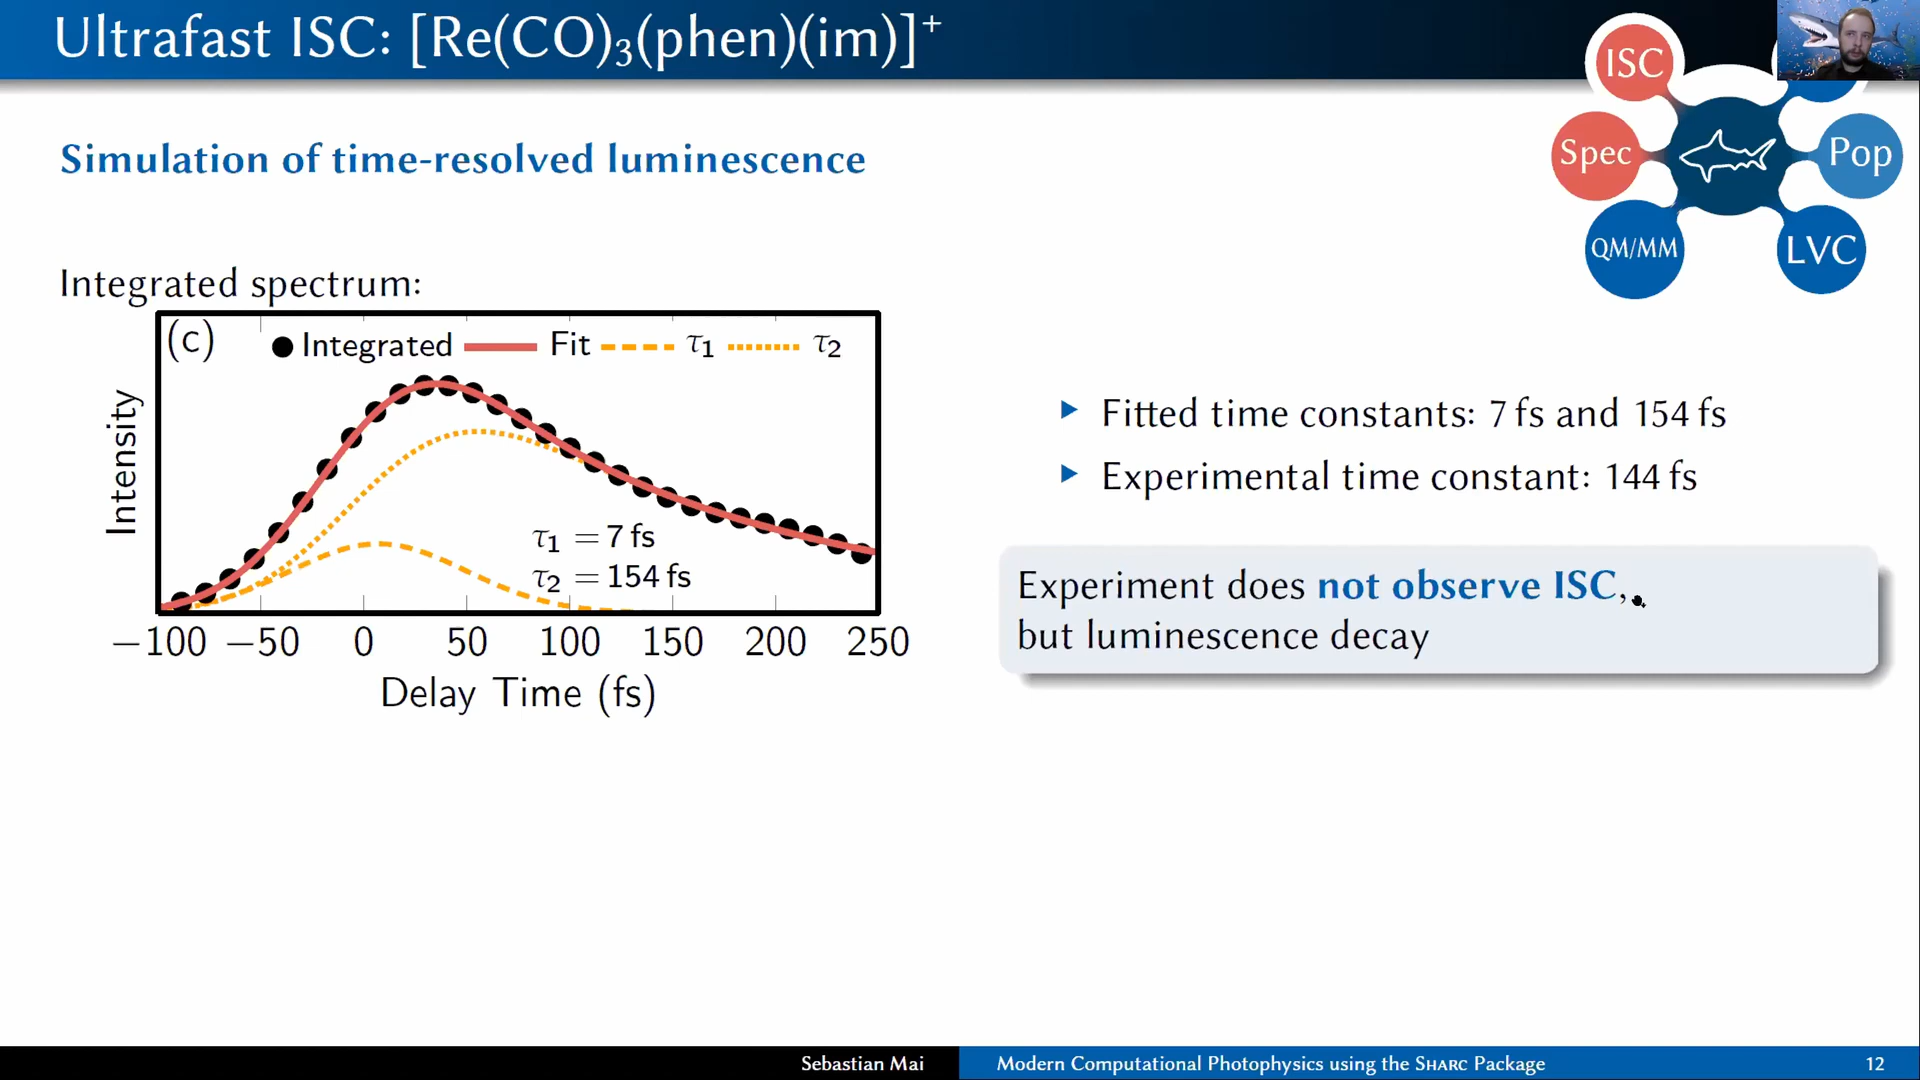 Ultrafast ISC: [Re(CO)₃(phen)(im)]⁺
ISC
Spec
Pop
QM/MM
LVC
Simulation of time-resolved luminescence
Integrated spectrum:
(c)
Integrated Fit τ₁ τ₂
Intensity
τ₁ = 7 fs
τ₂ = 154 fs
−100 −50 0 50 100 150 200 250
Delay Time (fs)
Fitted time constants: 7 fs and 154 fs
Experimental time constant: 144 fs
Experiment does not observe ISC,
but luminescence decay
Sebastian Mai
Modern Computational Photophysics using the SHARC Package
12